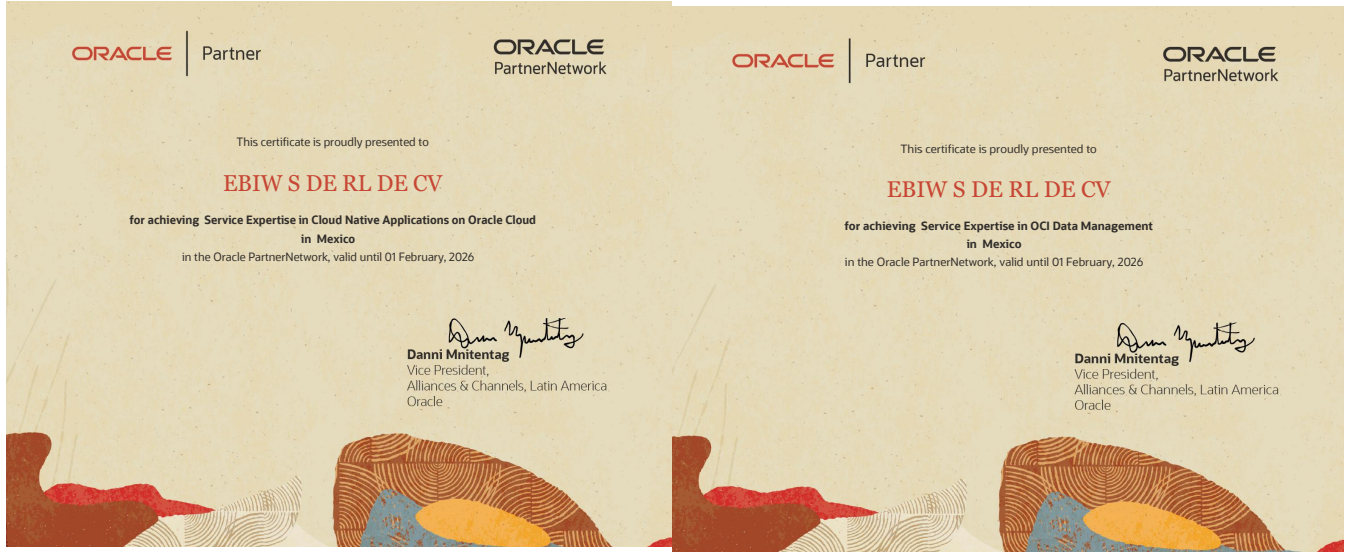 ORACLE | Partner
ORACLE
PartnerNetwork
This certificate is proudly presented to
EBIW S DE RL DE CV
for achieving Service Expertise in Cloud Native Applications on Oracle Cloud
in Mexico
in the Oracle PartnerNetwork, valid until 01 February, 2026
Danni Mnitentag
Vice President,
Alliances & Channels, Latin America
Oracle
ORACLE | Partner
ORACLE
PartnerNetwork
This certificate is proudly presented to
EBIW S DE RL DE CV
for achieving Service Expertise in OCI Data Management
in Mexico
in the Oracle PartnerNetwork, valid until 01 February, 2026
Danni Mnitentag
Vice President,
Alliances & Channels, Latin America
Oracle